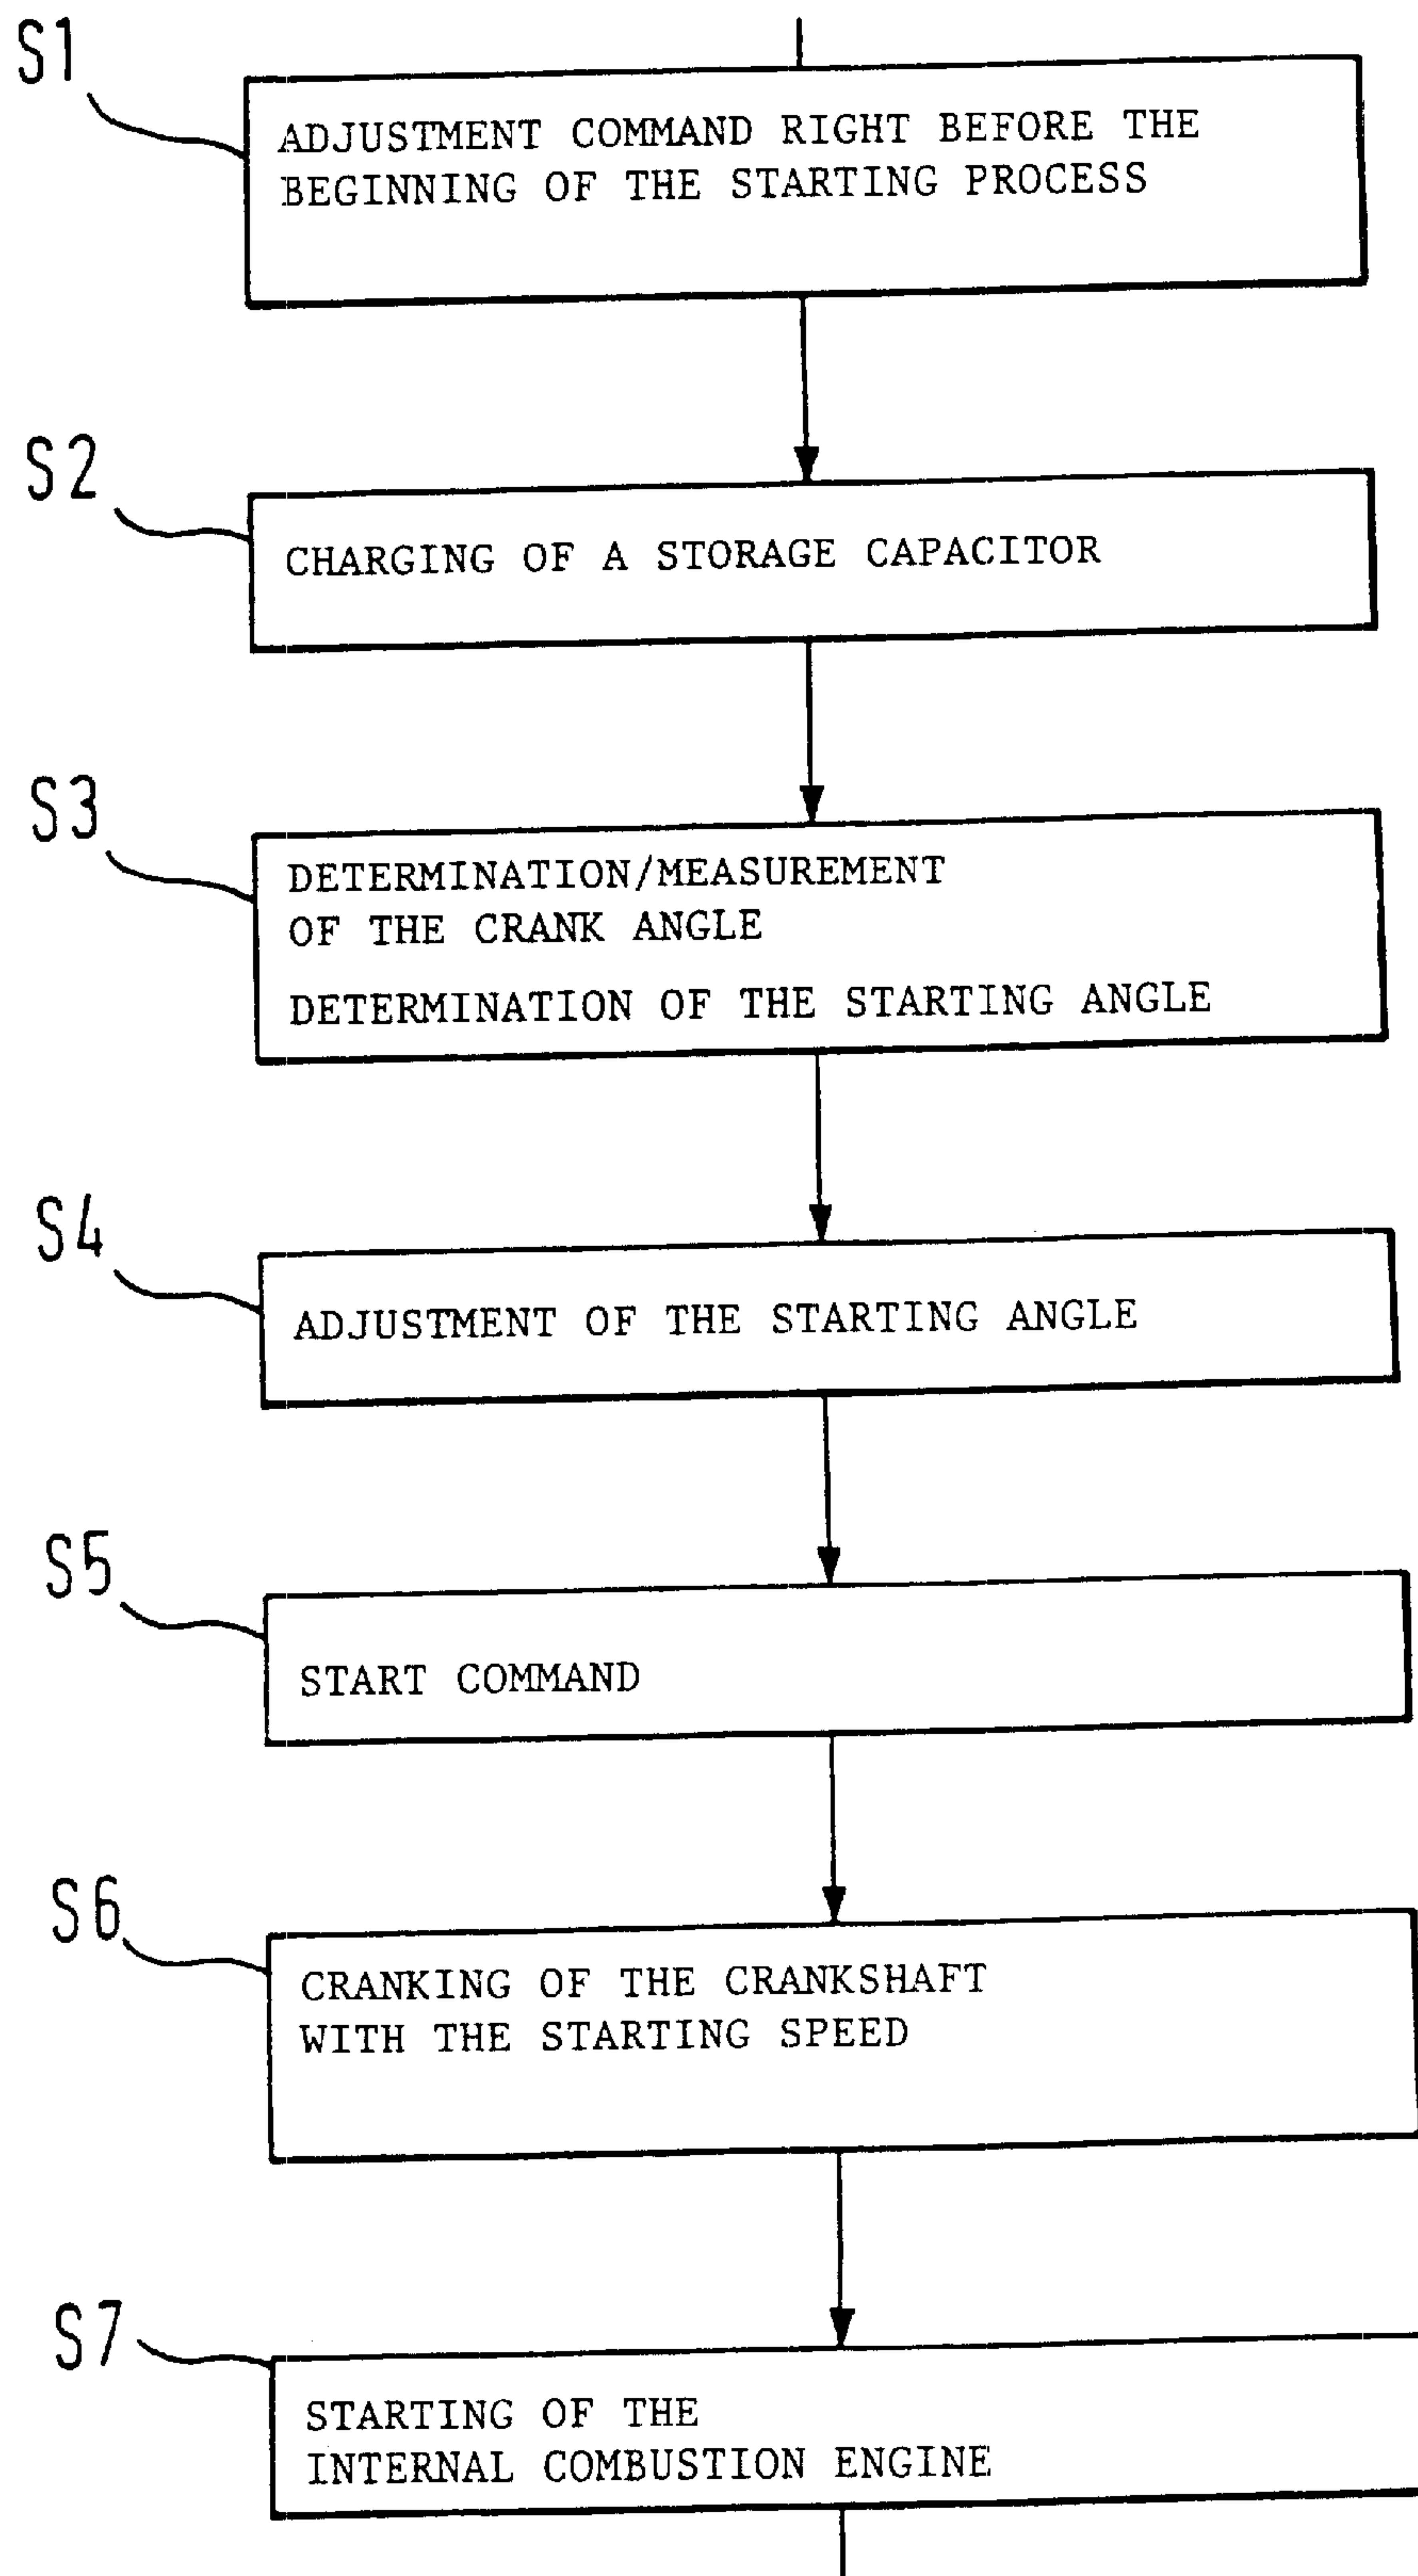 S1
ADJUSTMENT COMMAND RIGHT BEFORE THE
BEGINNING OF THE STARTING PROCESS
S2
CHARGING OF A STORAGE CAPACITOR
S3
DETERMINATION/MEASUREMENT
OF THE CRANK ANGLE
DETERMINATION OF THE STARTING ANGLE
S4
ADJUSTMENT OF THE STARTING ANGLE
S5
START COMMAND
S6
CRANKING OF THE CRANKSHAFT
WITH THE STARTING SPEED
S7
STARTING OF THE
INTERNAL COMBUSTION ENGINE